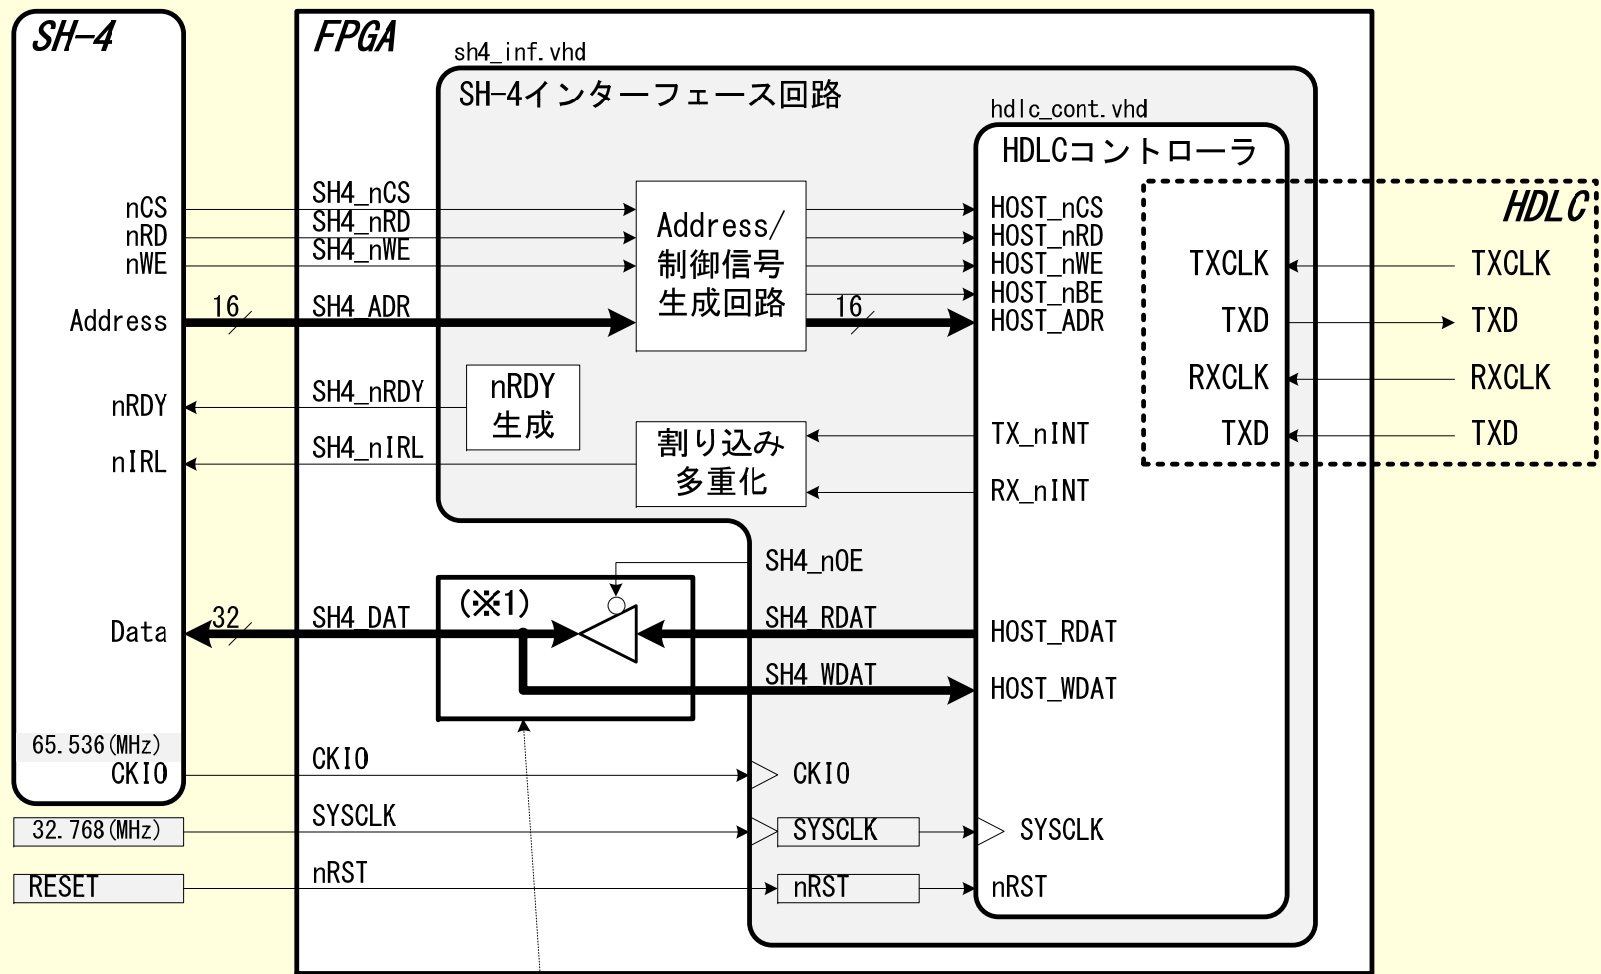 SH-4
FPGA
sh4_inf.vhd
SH-4インターフェース回路
hdlc_cont.vhd
HDLCコントローラ
HDLC
nCS
nRD
nWE
Address
16
SH4_nCS
SH4_nRD
SH4_nWE
SH4_ADR
Address/
制御信号
生成回路
16
HOST_nCS
HOST_nRD
HOST_nWE
HOST_nBE
HOST_ADR
TXCLK
TXD
RXCLK
TXD
TXCLK
TXD
RXCLK
TXD
nRDY
SH4_nRDY
nRDY
生成
nIRL
SH4_nIRL
割り込み
多重化
TX_nINT
RX_nINT
SH4_nOE
(※1)
Data
32
SH4_DAT
SH4_RDAT
HOST_RDAT
SH4_WDAT
HOST_WDAT
65.536(MHz)
CKIO
CKIO
CKIO
32.768(MHz)
SYSCLK
SYSCLK
SYSCLK
RESET
nRST
nRST
nRST